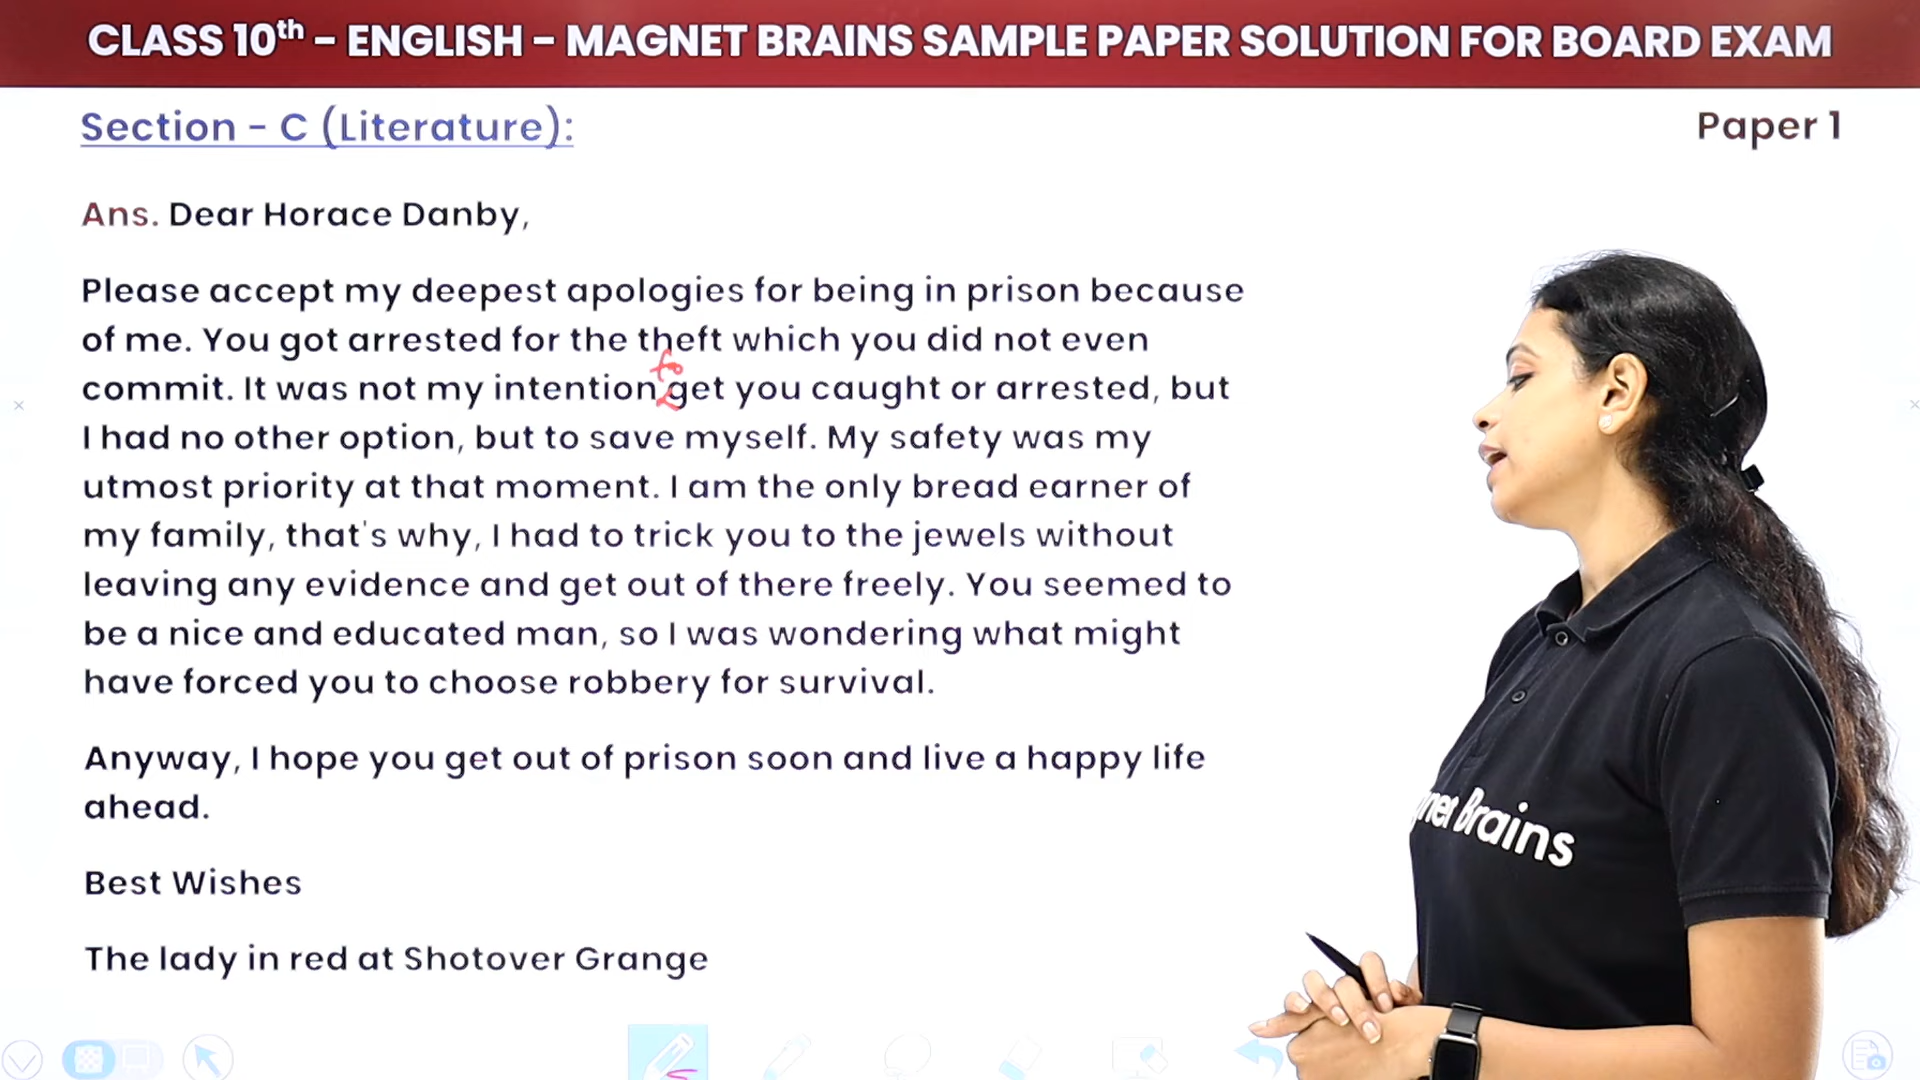 CLASS 10th - ENGLISH - MAGNET BRAINS SAMPLE PAPER SOLUTION FOR BOARD EXAM
Section - C (Literature):
Paper 1
Ans. Dear Horace Danby,
Please accept my deepest apologies for being in prison because
of me. You got arrested for the theft which you did not even
to
commit. It was not my intention get you caught or arrested, but
I had no other option, but to save myself. My safety was my
utmost priority at that moment. I am the only bread earner of
my family, that's why, I had to trick you to the jewels without
leaving any evidence and get out of there freely. You seemed to
be a nice and educated man, so I was wondering what might
have forced you to choose robbery for survival.
Anyway, I hope you get out of prison soon and live a happy life
ahead.
Best Wishes
The lady in red at Shotover Grange
Brains